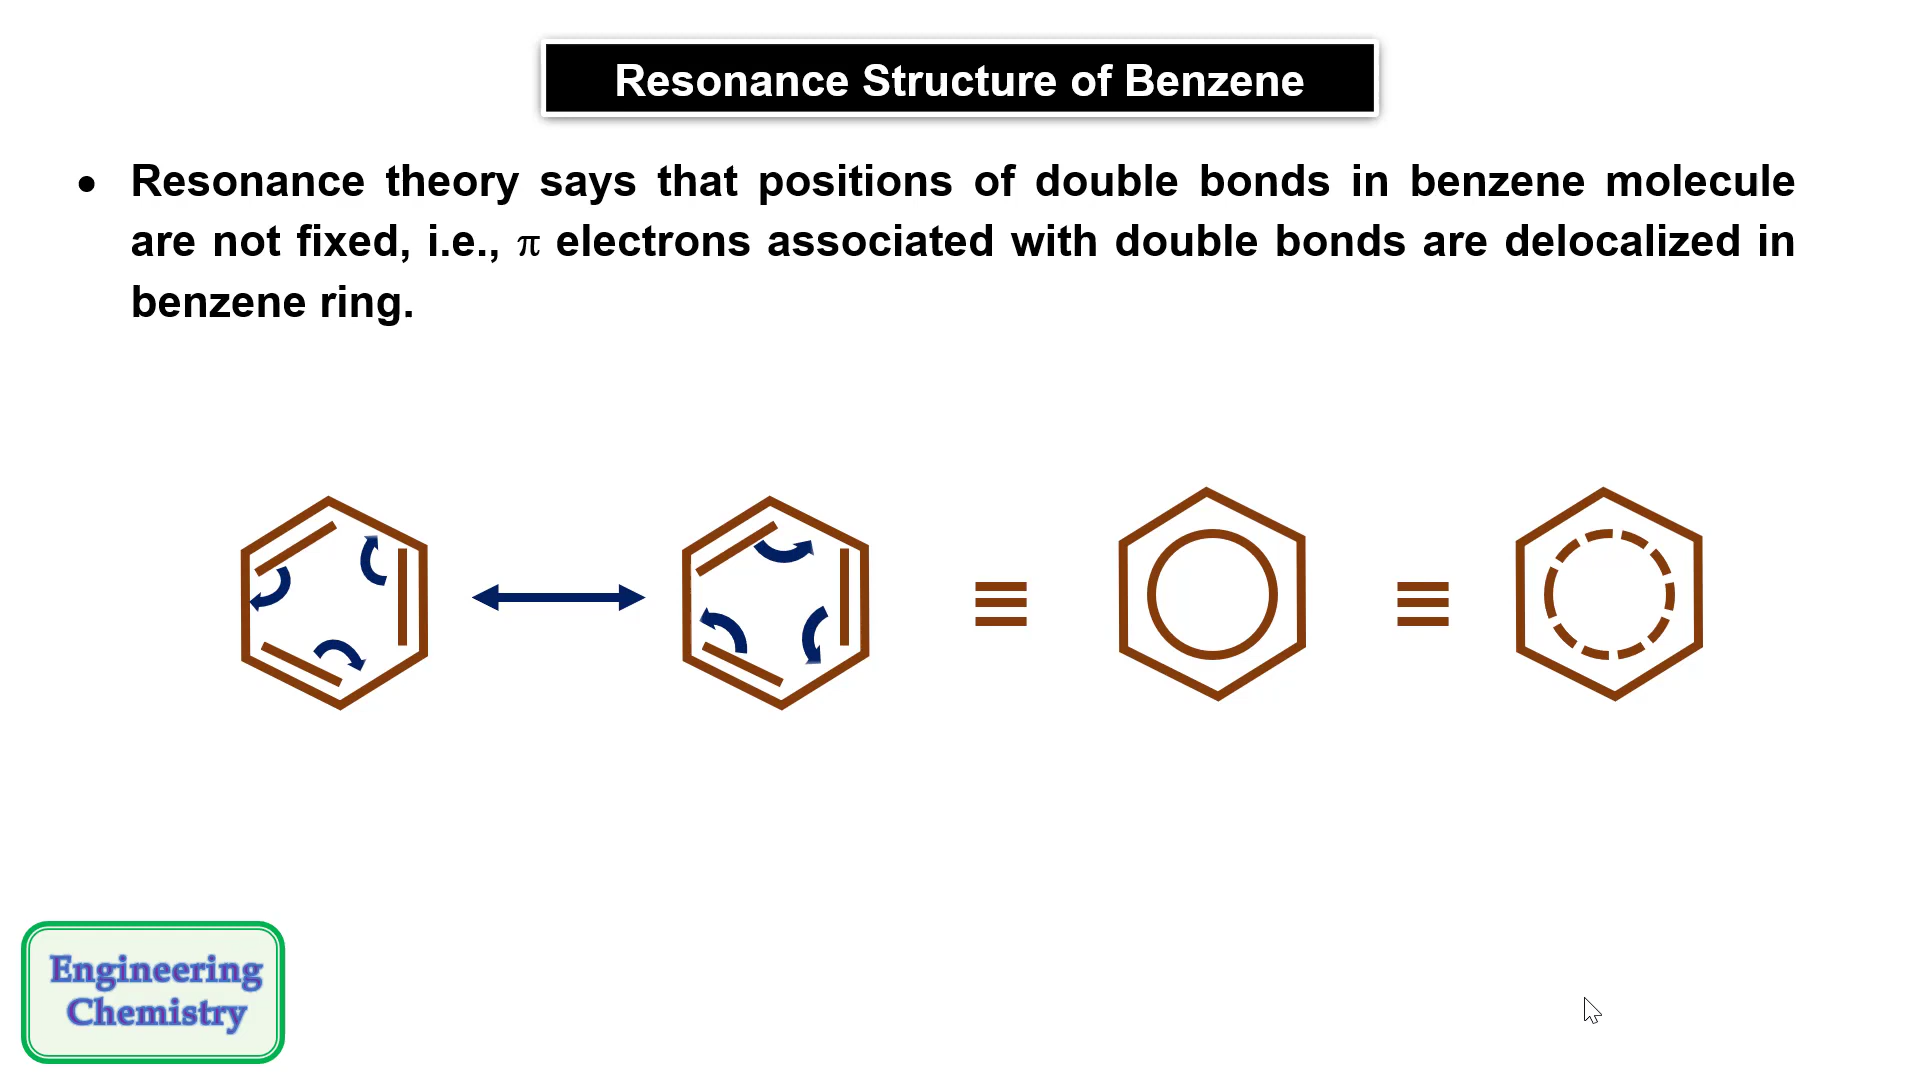 Resonance Structure of Benzene
• Resonance theory says that positions of double bonds in benzene molecule
are not fixed, i.e., π electrons associated with double bonds are delocalized in
benzene ring.
≡ ≡
Engineering
Chemistry